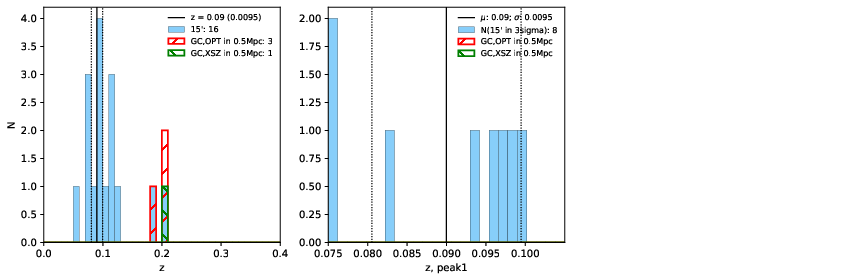 4.0
3.5
3.0
2.5
2.0
1.5
1.0
0.5
0.0
N
0.0 0.1 0.2 0.3 0.4
z
z = 0.09 (0.0095)
15': 16
GC,OPT in 0.5Mpc: 3
GC,XSZ in 0.5Mpc: 1
2.00
1.75
1.50
1.25
1.00
0.75
0.50
0.25
0.00
0.075 0.080 0.085 0.090 0.095 0.100
z, peak1
μ: 0.09; σ: 0.0095
N(15' in 3sigma): 8
GC,OPT in 0.5Mpc
GC,XSZ in 0.5Mpc